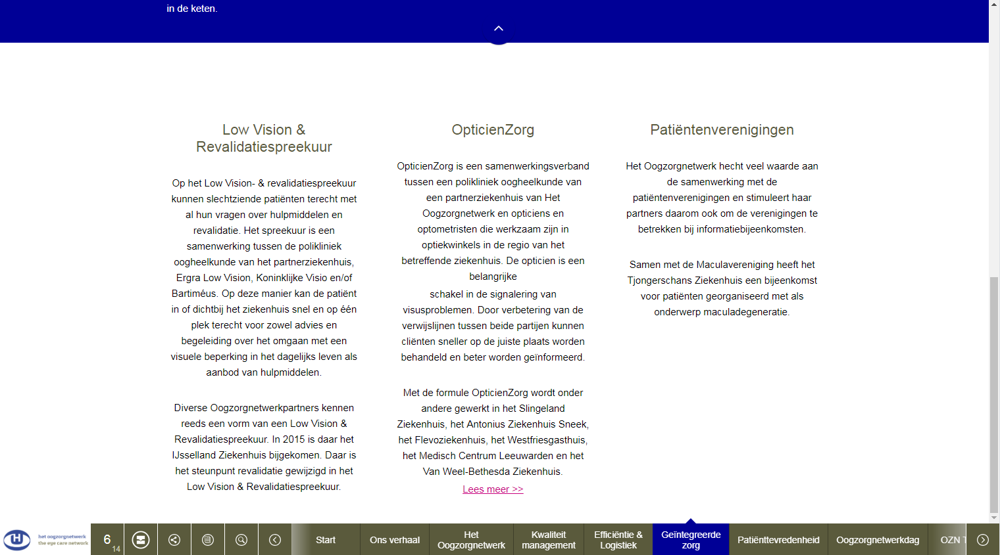 in de keten.
Low Vision &
Revalidatiespreekuur
Op het Low Vision- & revalidatiespreekuur
kunnen slechtziende patiënten terecht met
al hun vragen over hulpmiddelen en
revalidatie. Het spreekuur is een
samenwerking tussen de polikliniek
oogheelkunde van het partnerziekenhuis,
Ergra Low Vision, Koninklijke Visio en/of
Bartiméus. Op deze manier kan de patiënt
in of dichtbij het ziekenhuis snel en op één
plek terecht voor zowel advies en
begeleiding over het omgaan met een
visuele beperking in het dagelijks leven als
aanbod van hulpmiddelen.
Diverse Oogzorgnetwerkpartners kennen
reeds een vorm van een Low Vision &
Revalidatiespreekuur. In 2015 is daar het
IJsselland Ziekenhuis bijgekomen. Daar is
het steunpunt revalidatie gewijzigd in het
Low Vision & Revalidatiespreekuur.
OpticienZorg
OpticienZorg is een samenwerkingsverband
tussen een polikliniek oogheelkunde van
een partnerziekenhuis van Het
Oogzorgnetwerk en opticiens en
optometristen die werkzaam zijn in
optiekwinkels in de regio van het
betreffende ziekenhuis. De opticien is een
belangrijke
schakel in de signalering van
visusproblemen. Door verbetering van de
verwijslijnen tussen beide partijen kunnen
cliënten sneller op de juiste plaats worden
behandeld en beter worden geïnformeerd.
Met de formule OpticienZorg wordt onder
andere gewerkt in het Slingeland
Ziekenhuis, het Antonius Ziekenhuis Sneek,
het Flevoziekenhuis, het Westfriesgasthuis,
het Medisch Centrum Leeuwarden en het
Van Weel-Bethesda Ziekenhuis.
Lees meer >>
Patiëntenverenigingen
Het Oogzorgnetwerk hecht veel waarde aan
de samenwerking met de
patiëntenverenigingen en stimuleert haar
partners daarom ook om de verenigingen te
betrekken bij informatiebijeenkomsten.
Samen met de Maculavereniging heeft het
Tjongerschans Ziekenhuis een bijeenkomst
voor patiënten georganiseerd met als
onderwerp maculadegeneratie.
H
het oogzorgnetwerk
the eye care network
6
14
Start
Ons verhaal
Het
Oogzorgnetwerk
Kwaliteit
management
Efficiëntie &
Logistiek
Geïntegreerde
zorg
Patiënttevredenheid
Oogzorgnetwerkdag
OZN T